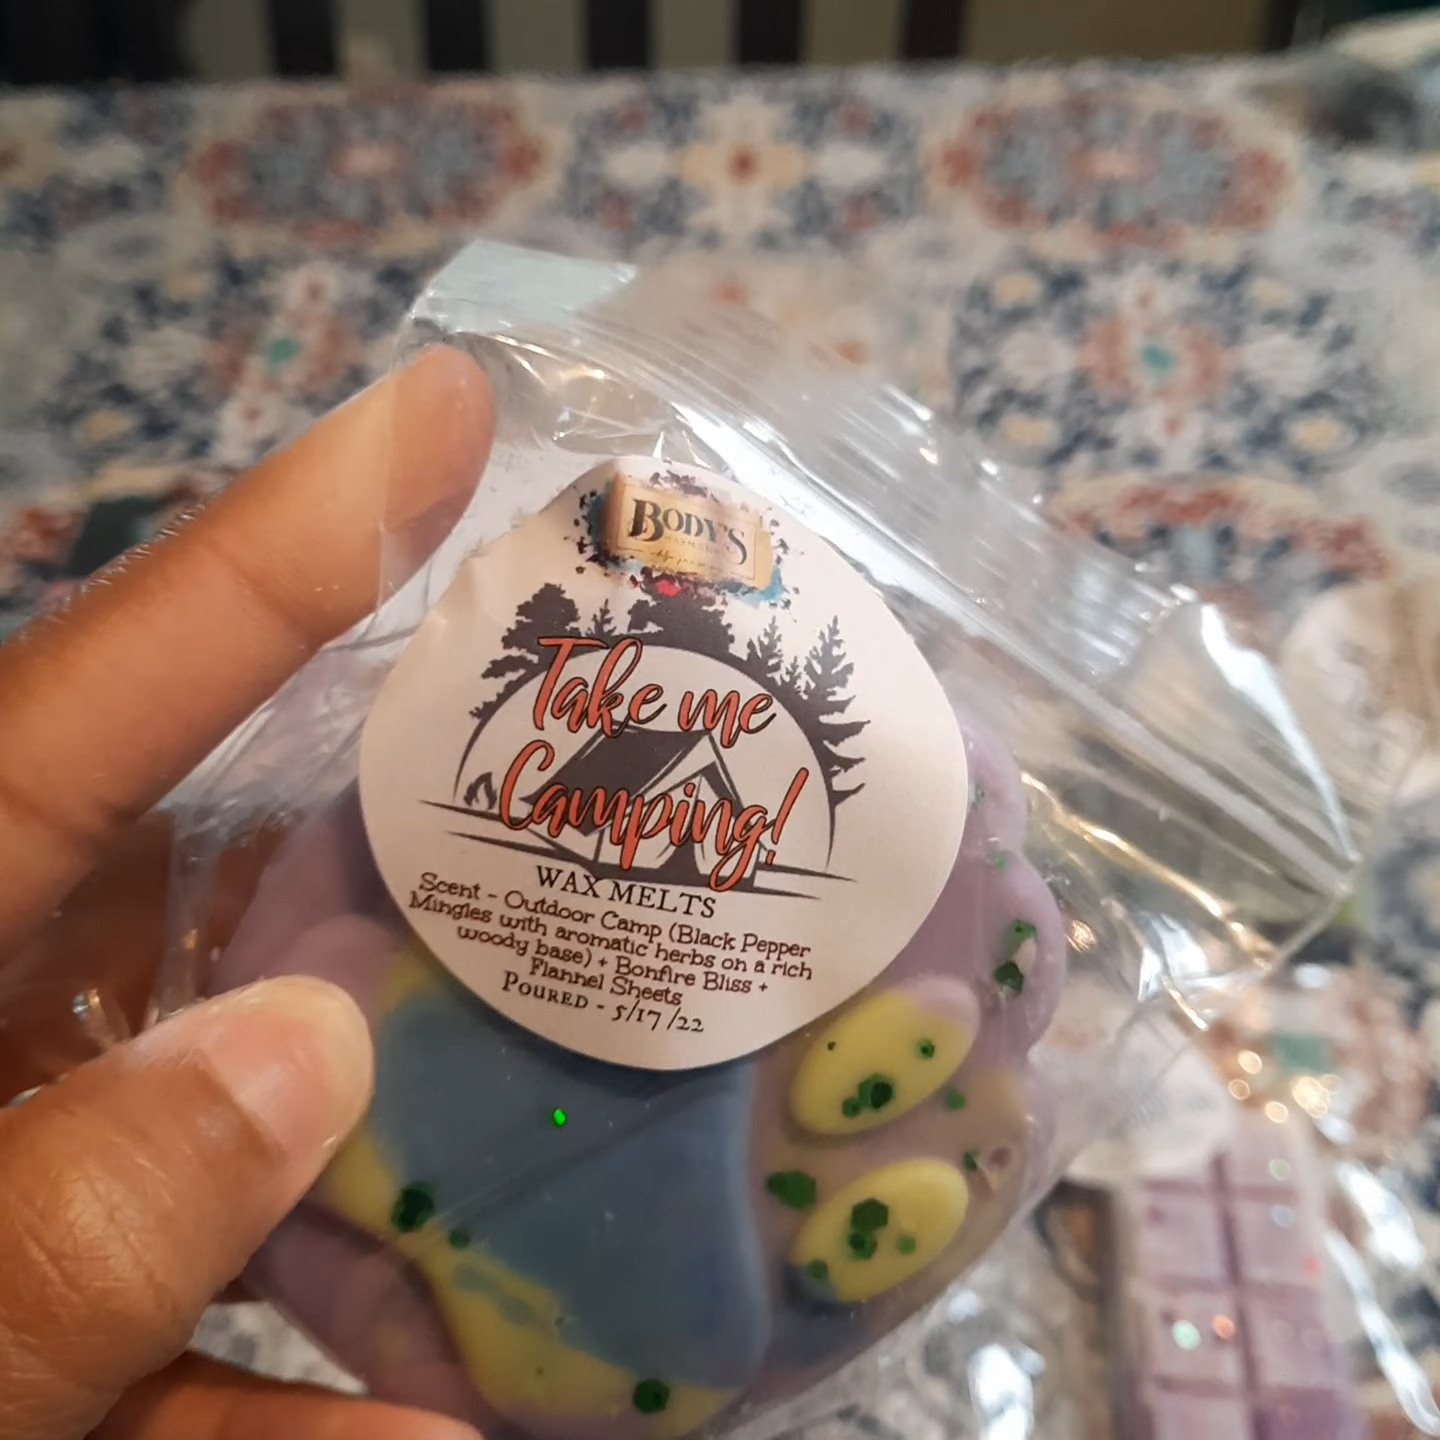 BODY'S
Take me
Camping!
WAX MELTS
Scent - Outdoor Camp (Black Pepper
Mingles with aromatic herbs on a rich
woody base) + Bonfire Bliss +
Flannel Sheets
POURED - 5/17/22